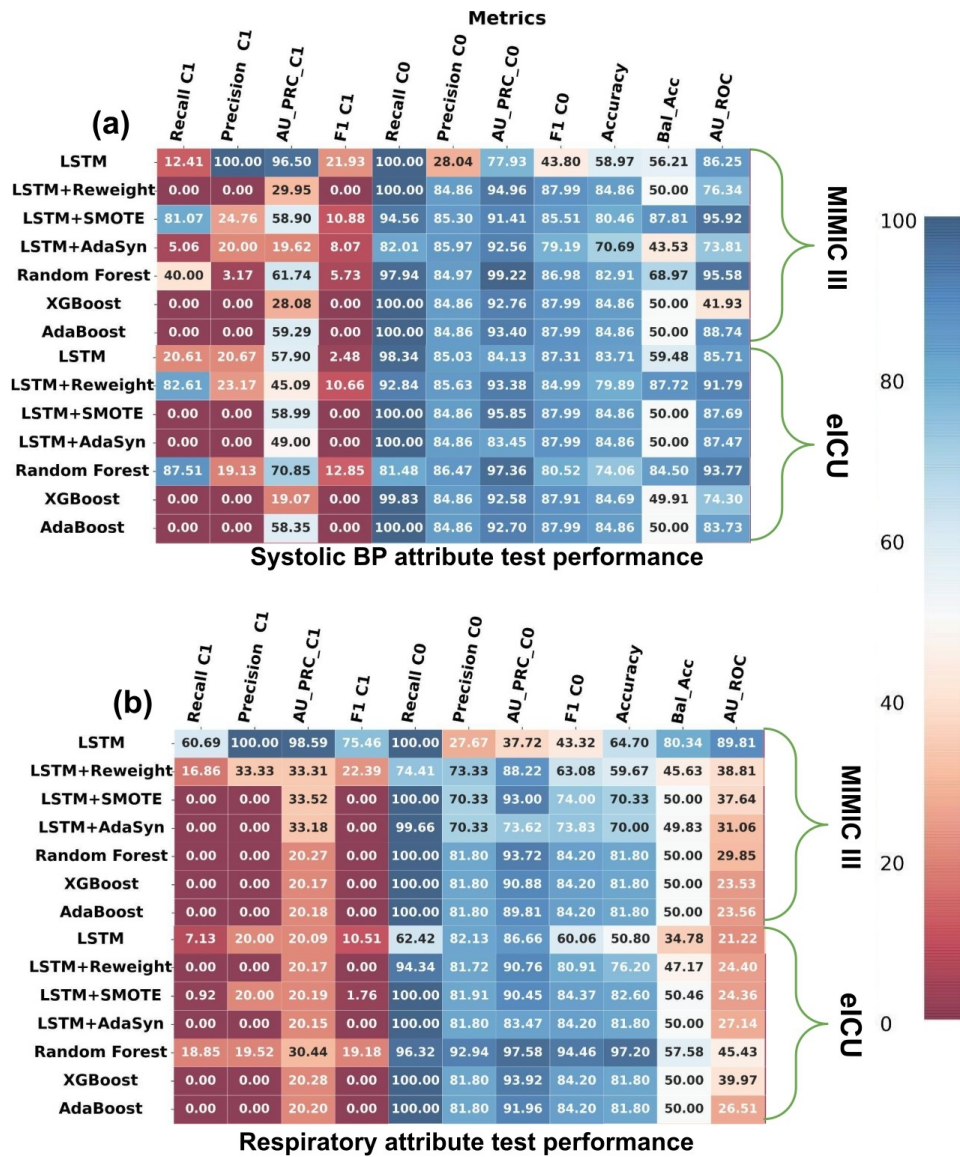 Metrics
Recall C1 Precision C1 AU_PRC_C1 F1 C1 Recall C0 Precision C0 AU_PRC_C0 F1 C0 Accuracy Bal_Acc AU_ROC
(a)
LSTM 12.41 100.00 96.50 21.93 100.00 28.04 77.93 43.80 58.97 56.21 86.25
LSTM+Reweight 0.00 0.00 29.95 0.00 100.00 84.86 94.96 87.99 84.86 50.00 76.34
LSTM+SMOTE 81.07 24.76 58.90 10.88 94.56 85.30 91.41 85.51 80.46 87.81 95.92
LSTM+AdaSyn 5.06 20.00 19.62 8.07 82.01 85.97 92.56 79.19 70.69 43.53 73.81
Random Forest 40.00 3.17 61.74 5.73 97.94 84.97 99.22 86.98 82.91 68.97 95.58
XGBoost 0.00 0.00 28.08 0.00 100.00 84.86 92.76 87.99 84.86 50.00 41.93
AdaBoost 0.00 0.00 59.29 0.00 100.00 84.86 93.40 87.99 84.86 50.00 88.74
MIMIC III
LSTM 20.61 20.67 57.90 2.48 98.34 85.03 84.13 87.31 83.71 59.48 85.71
LSTM+Reweight 82.61 23.17 45.09 10.66 92.84 85.63 93.38 84.99 79.89 87.72 91.79
LSTM+SMOTE 0.00 0.00 58.99 0.00 100.00 84.86 95.85 87.99 84.86 50.00 87.69
LSTM+AdaSyn 0.00 0.00 49.00 0.00 100.00 84.86 83.45 87.99 84.86 50.00 87.47
Random Forest 87.51 19.13 70.85 12.85 81.48 86.47 97.36 80.52 74.06 84.50 93.77
XGBoost 0.00 0.00 19.07 0.00 99.83 84.86 92.58 87.91 84.69 49.91 74.30
AdaBoost 0.00 0.00 58.35 0.00 100.00 84.86 92.70 87.99 84.86 50.00 83.73
eICU
Systolic BP attribute test performance
Recall C1 Precision C1 AU_PRC_C1 F1 C1 Recall C0 Precision C0 AU_PRC_C0 F1 C0 Accuracy Bal_Acc AU_ROC
(b)
LSTM 60.69 100.00 98.59 75.46 100.00 27.67 37.72 43.32 64.70 80.34 89.81
LSTM+Reweight 16.86 33.33 33.31 22.39 74.41 73.33 88.22 63.08 59.67 45.63 38.81
LSTM+SMOTE 0.00 0.00 33.52 0.00 100.00 70.33 93.00 74.00 70.33 50.00 37.64
LSTM+AdaSyn 0.00 0.00 33.18 0.00 99.66 70.33 73.62 73.83 70.00 49.83 31.06
Random Forest 0.00 0.00 20.27 0.00 100.00 81.80 93.72 84.20 81.80 50.00 29.85
XGBoost 0.00 0.00 20.17 0.00 100.00 81.80 90.88 84.20 81.80 50.00 23.53
AdaBoost 0.00 0.00 20.18 0.00 100.00 81.80 89.81 84.20 81.80 50.00 23.56
MIMIC III
LSTM 7.13 20.00 20.09 10.51 62.42 82.13 86.66 60.06 50.80 34.78 21.22
LSTM+Reweight 0.00 0.00 20.17 0.00 94.34 81.72 90.76 80.91 76.20 47.17 24.40
LSTM+SMOTE 0.92 20.00 20.19 1.76 100.00 81.91 90.45 84.37 82.60 50.46 24.36
LSTM+AdaSyn 0.00 0.00 20.15 0.00 100.00 81.80 83.47 84.20 81.80 50.00 27.14
Random Forest 18.85 19.52 30.44 19.18 96.32 92.94 97.58 94.46 97.20 57.58 45.43
XGBoost 0.00 0.00 20.28 0.00 100.00 81.80 93.92 84.20 81.80 50.00 39.97
AdaBoost 0.00 0.00 20.20 0.00 100.00 81.80 91.96 84.20 81.80 50.00 26.51
eICU
Respiratory attribute test performance
100
80
60
40
20
0